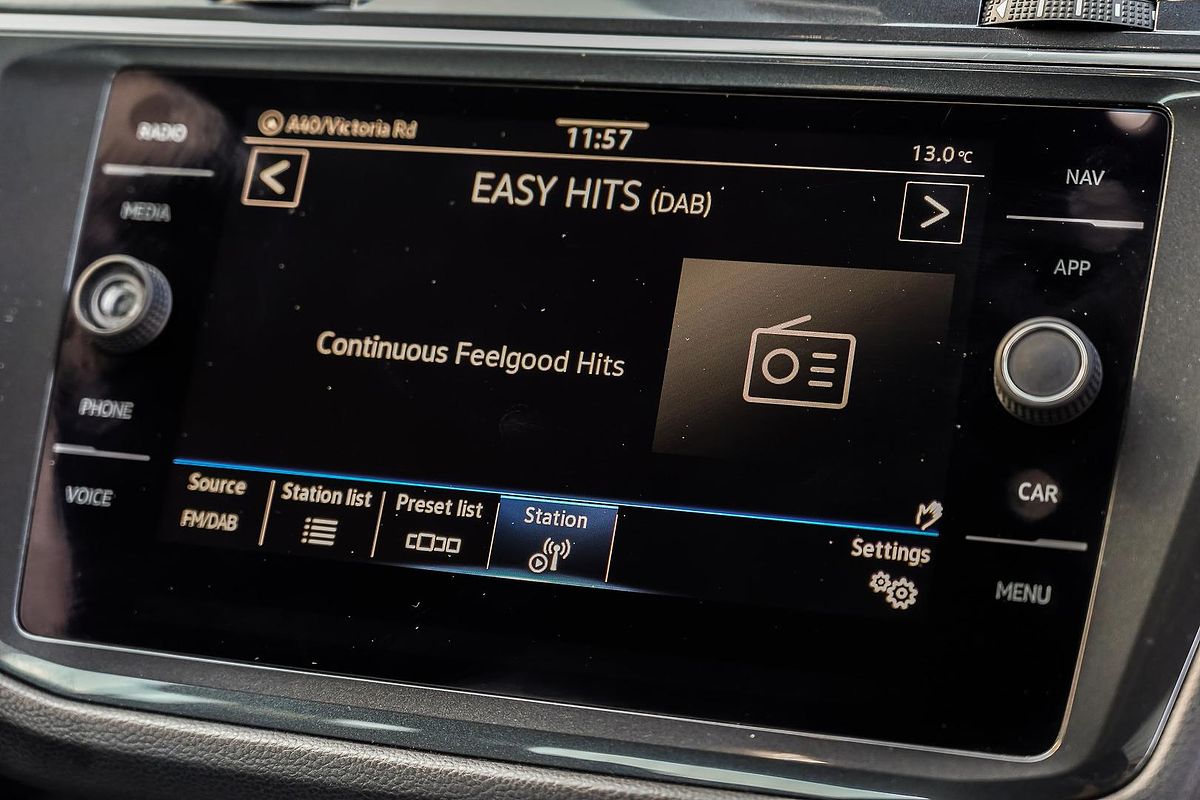 RADIO
MEDIA
PHONE
VOICE
A40/Victoria Rd
11:57
13.0°C
<
EASY HITS (DAB)
>
Continuous Feelgood Hits
Source
FM/DAB
Station list
Preset list
Station
Settings
NAV
APP
CAR
MENU